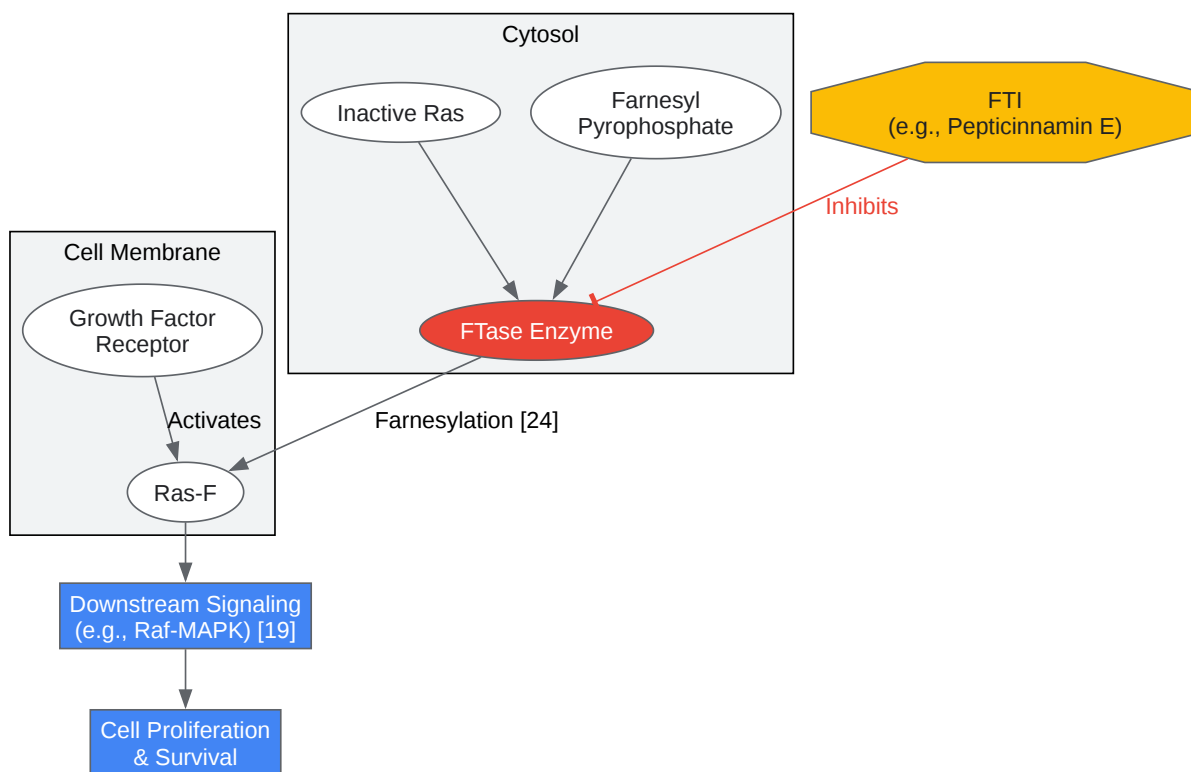 Cytosol
Inactive Ras
Farnesyl
Pyrophosphate
FTI
(e.g., Pepticinnamin E)
Inhibits
Cell Membrane
Growth Factor
Receptor
FTase Enzyme
Activates
Farnesylation [24]
Ras-F
Downstream Signaling
(e.g., Raf-MAPK) [19]
Cell Proliferation
& Survival